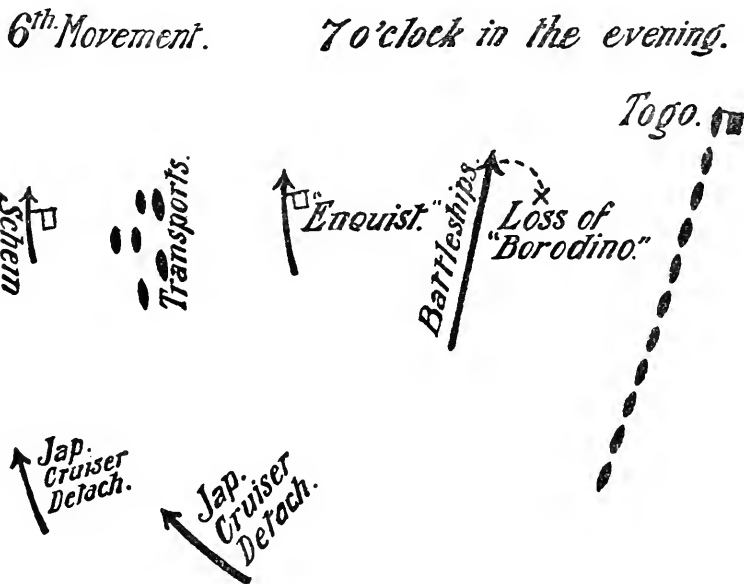 6th Movement. 7 o'clock in the evening.
Togo.
Schein
Transports.
"Enquist."
Battleships.
Loss of
"Borodino."
Jap.
Cruiser
Detach.
Jap.
Cruiser
Detach.